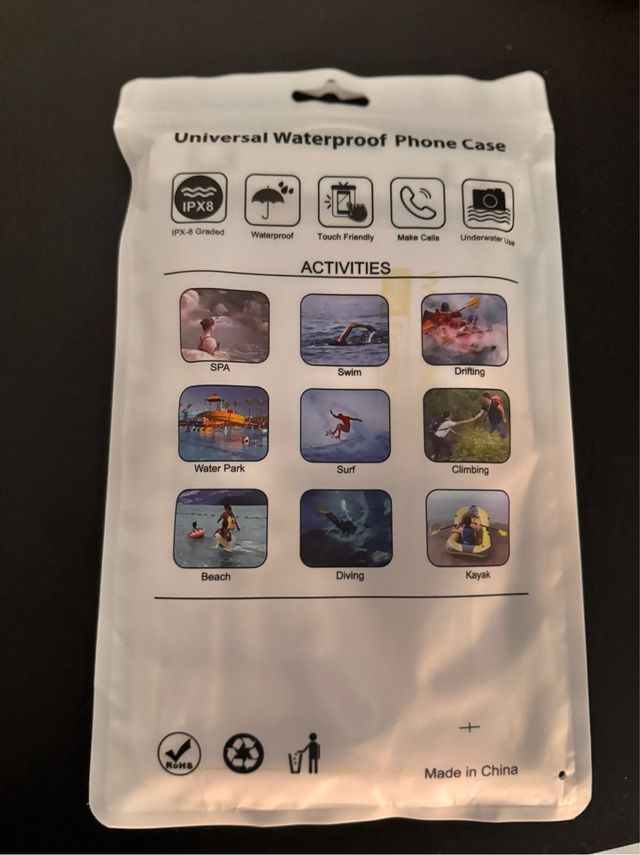 Universal Waterproof Phone Case
IPX8
IPX-8 Graded
Waterproof
Touch Friendly
Make Calls
Underwater Use
ACTIVITIES
SPA
Swim
Drifting
Water Park
Surf
Climbing
Beach
Diving
Kayak
RoHS
Made in China